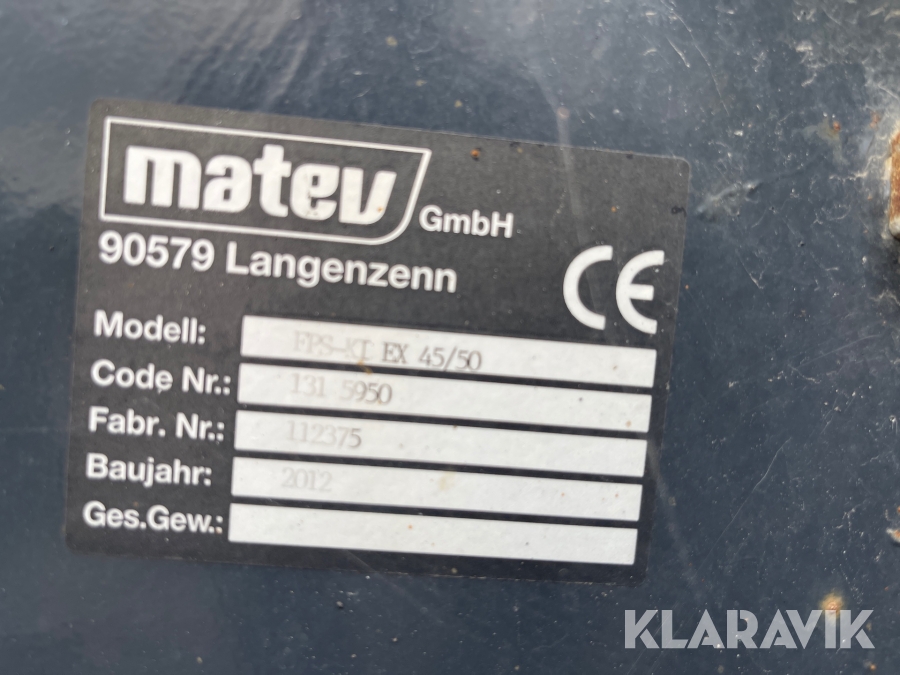 matev GmbH
90579 Langenzenn
CE
Modell: FPS-KT EX 45/50
Code Nr.: 131 5950
Fabr. Nr.: 112375
Baujahr: 2012
Ges.Gew.:
KLARAVIK